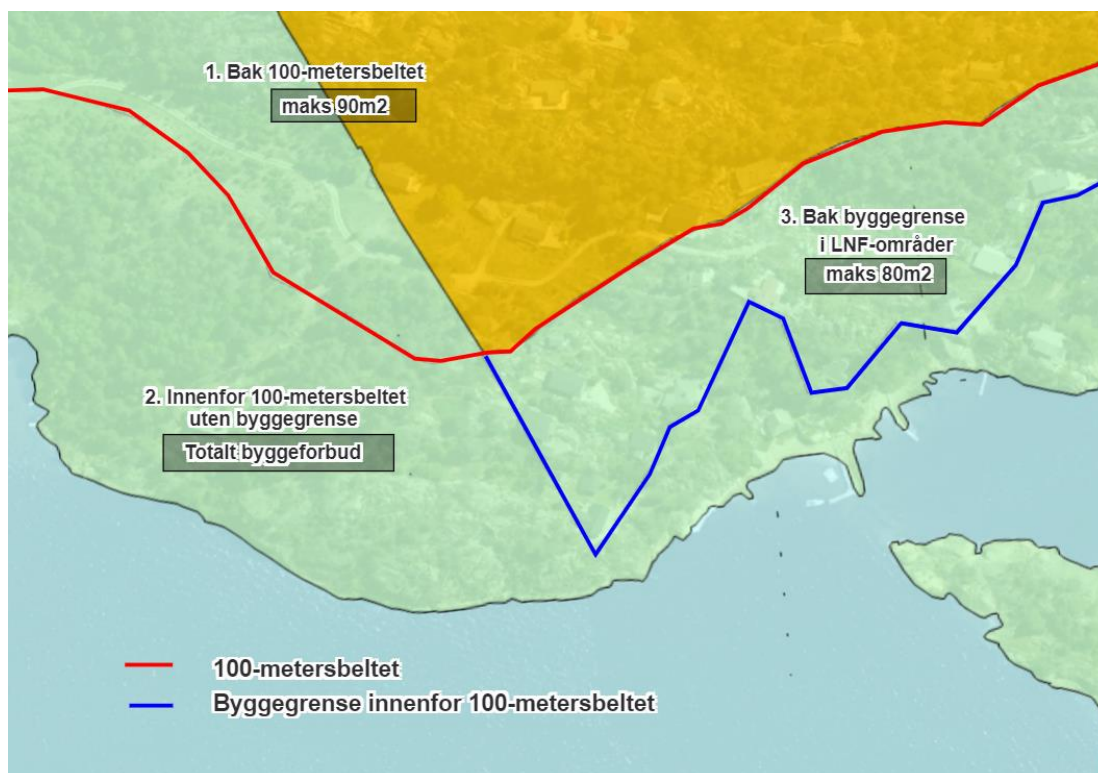 1. Bak 100-metersbeltet
maks 90m2
3. Bak byggegrense
i LNF-områder
maks 80m2
2. Innenfor 100-metersbeltet
uten byggegrense
Totalt byggeforbud
100-metersbeltet
Byggegrense innenfor 100-metersbeltet